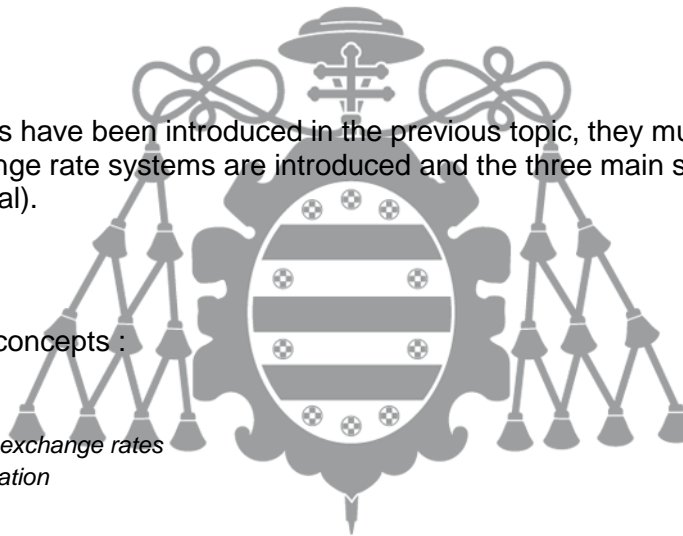 s have been introduced in the previous topic, they mu
nge rate systems are introduced and the three main s
al).
concepts :
exchange rates
ation